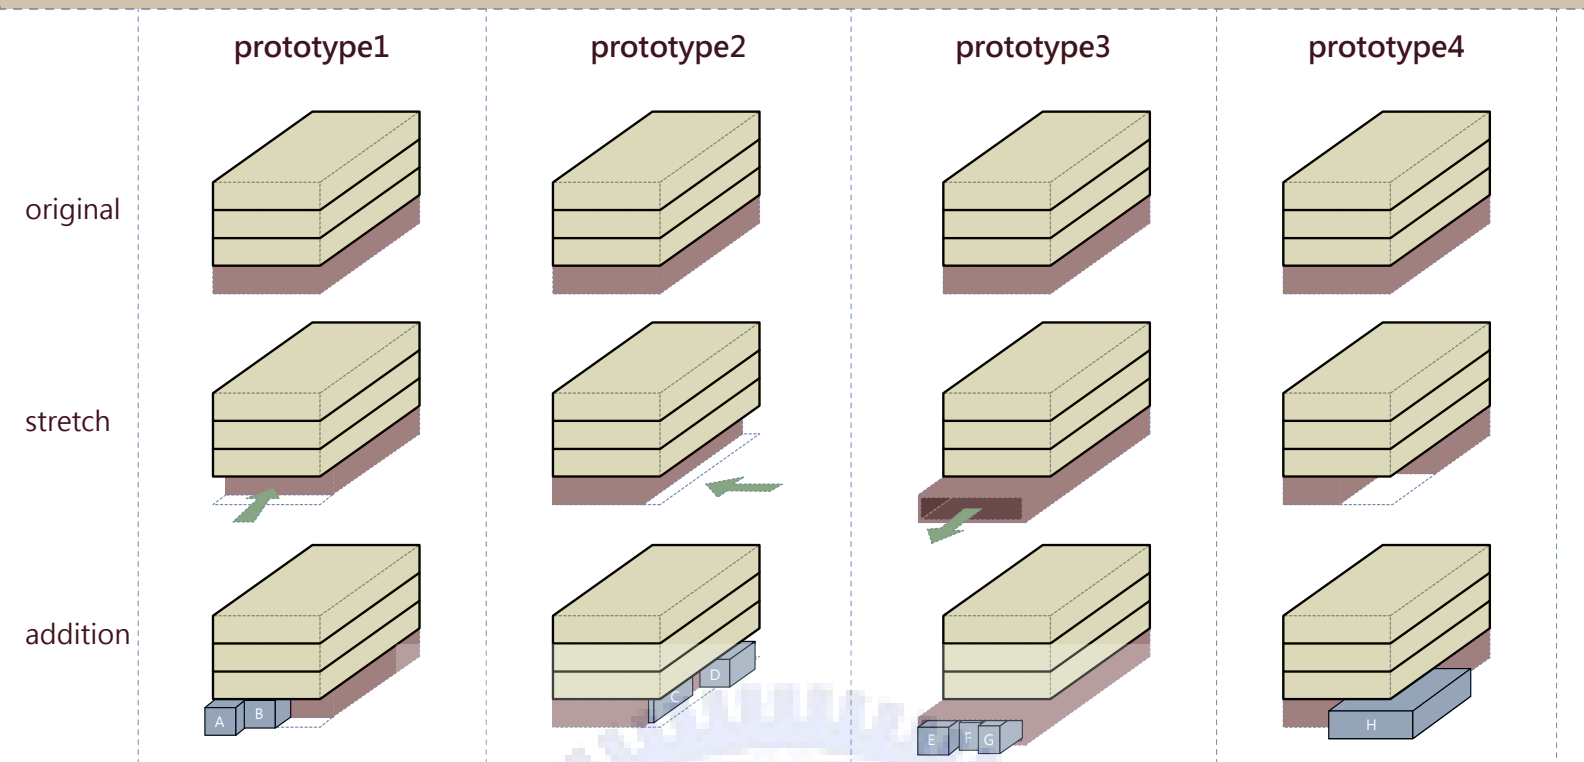 prototype1 prototype2 prototype3 prototype4
original
stretch
addition
A B C D E F G H